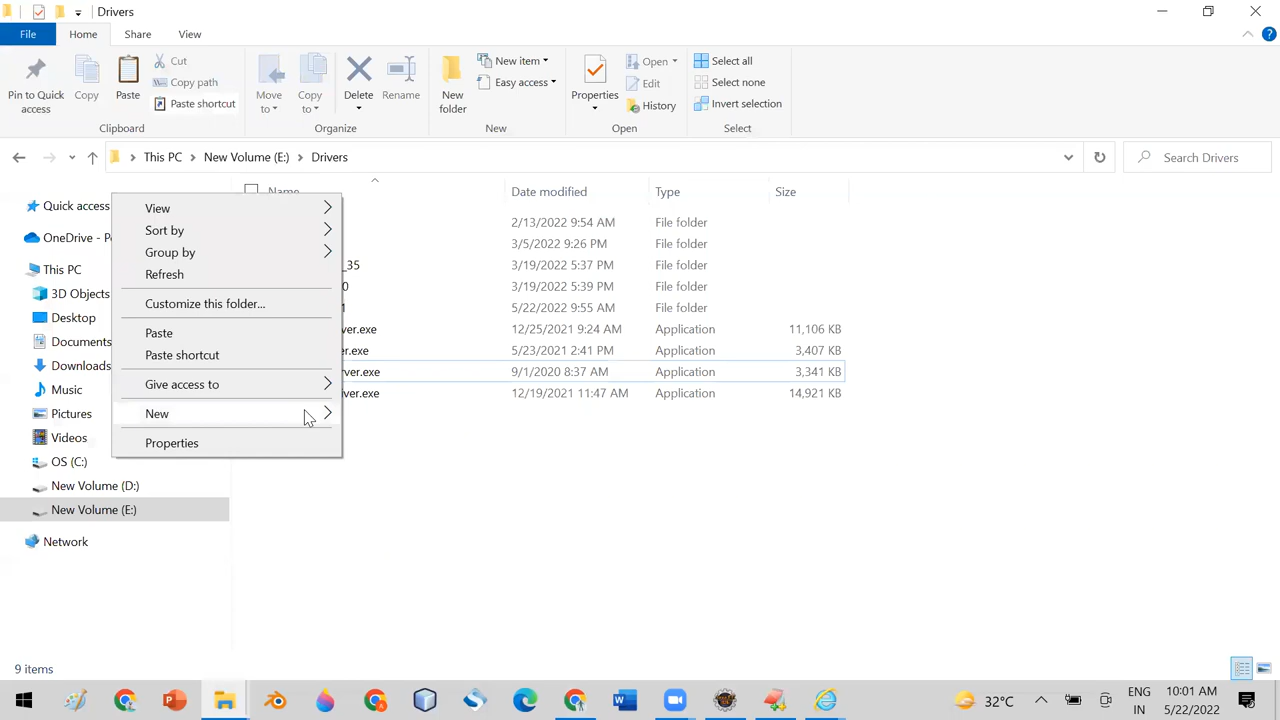 Drivers
File Home Share View
Pin to Quick access
Copy
Paste
Cut
Copy path
Paste shortcut
Clipboard
Move to
Copy to
Delete
Rename
Organize
New folder
New item
Easy access
New
Properties
Open
Edit
History
Open
Select all
Select none
Invert selection
Select
This PC New Volume (E:) Drivers
Search Drivers
Name Date modified Type Size
Quick access
OneDrive - P
This PC
3D Objects
Desktop
Documents
Downloads
Music
Pictures
Videos
OS (C:)
New Volume (D:)
New Volume (E:)
Network
View
Sort by
Group by
Refresh
Customize this folder...
Paste
Paste shortcut
Give access to
New
Properties
2/13/2022 9:54 AM File folder
3/5/2022 9:26 PM File folder
_35 3/19/2022 5:37 PM File folder
0 3/19/2022 5:39 PM File folder
5/22/2022 9:55 AM File folder
ver.exe 12/25/2021 9:24 AM Application 11,106 KB
er.exe 5/23/2021 2:41 PM Application 3,407 KB
ver.exe 9/1/2020 8:37 AM Application 3,341 KB
iver.exe 12/19/2021 11:47 AM Application 14,921 KB
9 items
32°C
ENG
IN
10:01 AM
5/22/2022